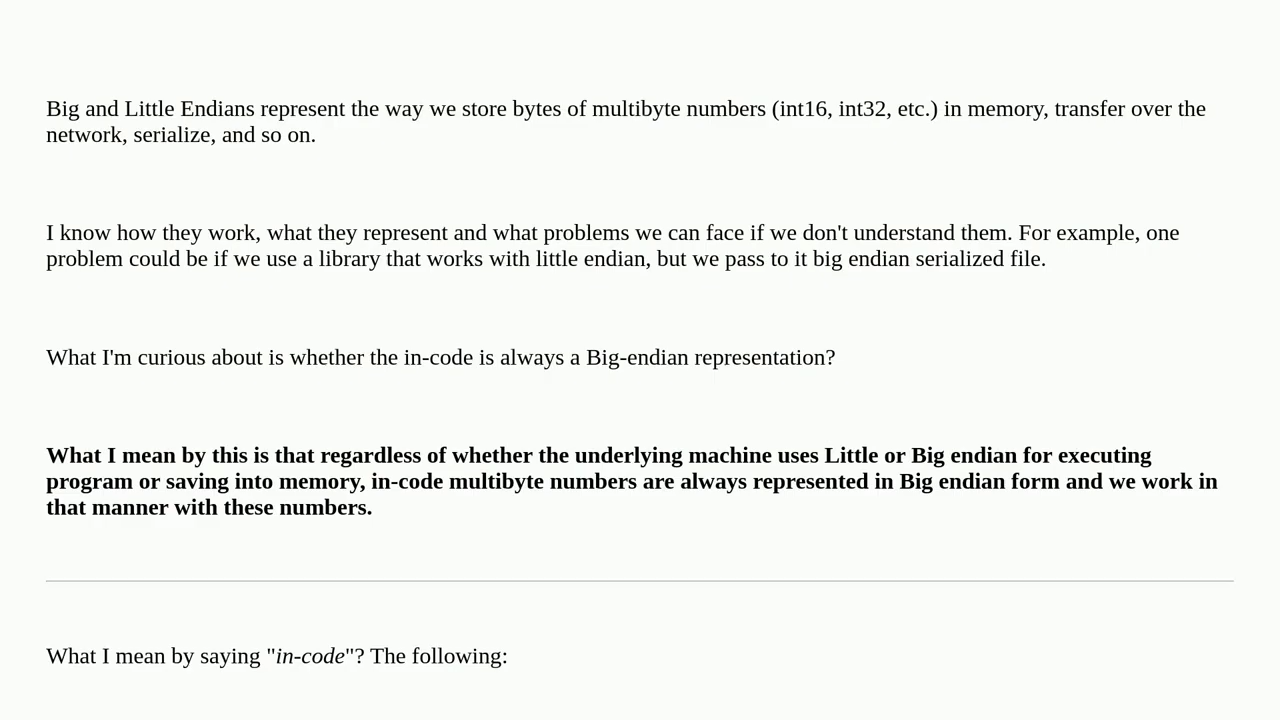 Big and Little Endians represent the way we store bytes of multibyte numbers (int16, int32, etc.) in memory, transfer over the
network, serialize, and so on.
I know how they work, what they represent and what problems we can face if we don't understand them. For example, one
problem could be if we use a library that works with little endian, but we pass to it big endian serialized file.
What I'm curious about is whether the in-code is always a Big-endian representation?
What I mean by this is that regardless of whether the underlying machine uses Little or Big endian for executing
program or saving into memory, in-code multibyte numbers are always represented in Big endian form and we work in
that manner with these numbers.
What I mean by saying "in-code"? The following: